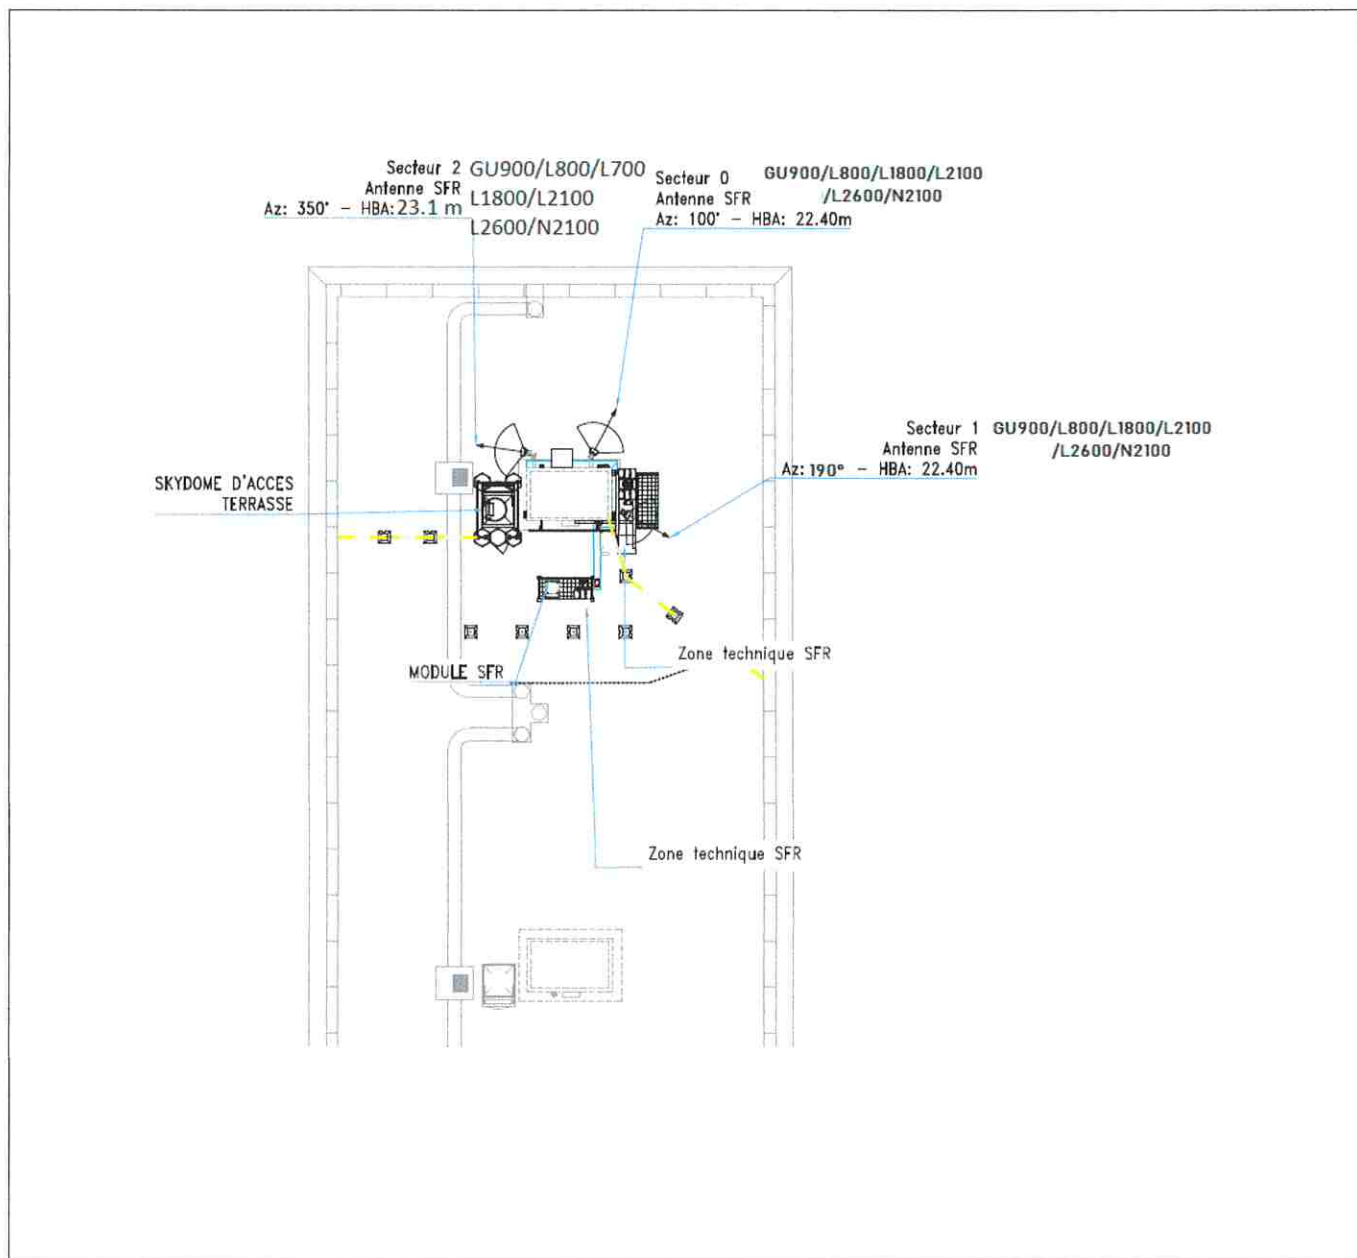 Secteur 2 GU900/L800/L700
Antenne SFR L1800/L2100
Az: 350° - HBA: 23.1 m
L2600/N2100
Secteur 0 GU900/L800/L1800/L2100
Antenne SFR /L2600/N2100
Az: 100° - HBA: 22.40m
Secteur 1 GU900/L800/L1800/L2100
Antenne SFR /L2600/N2100
Az: 190° - HBA: 22.40m
SKYDOME D'ACCES
TERRASSE
Zone technique SFR
MODULE SFR
Zone technique SFR